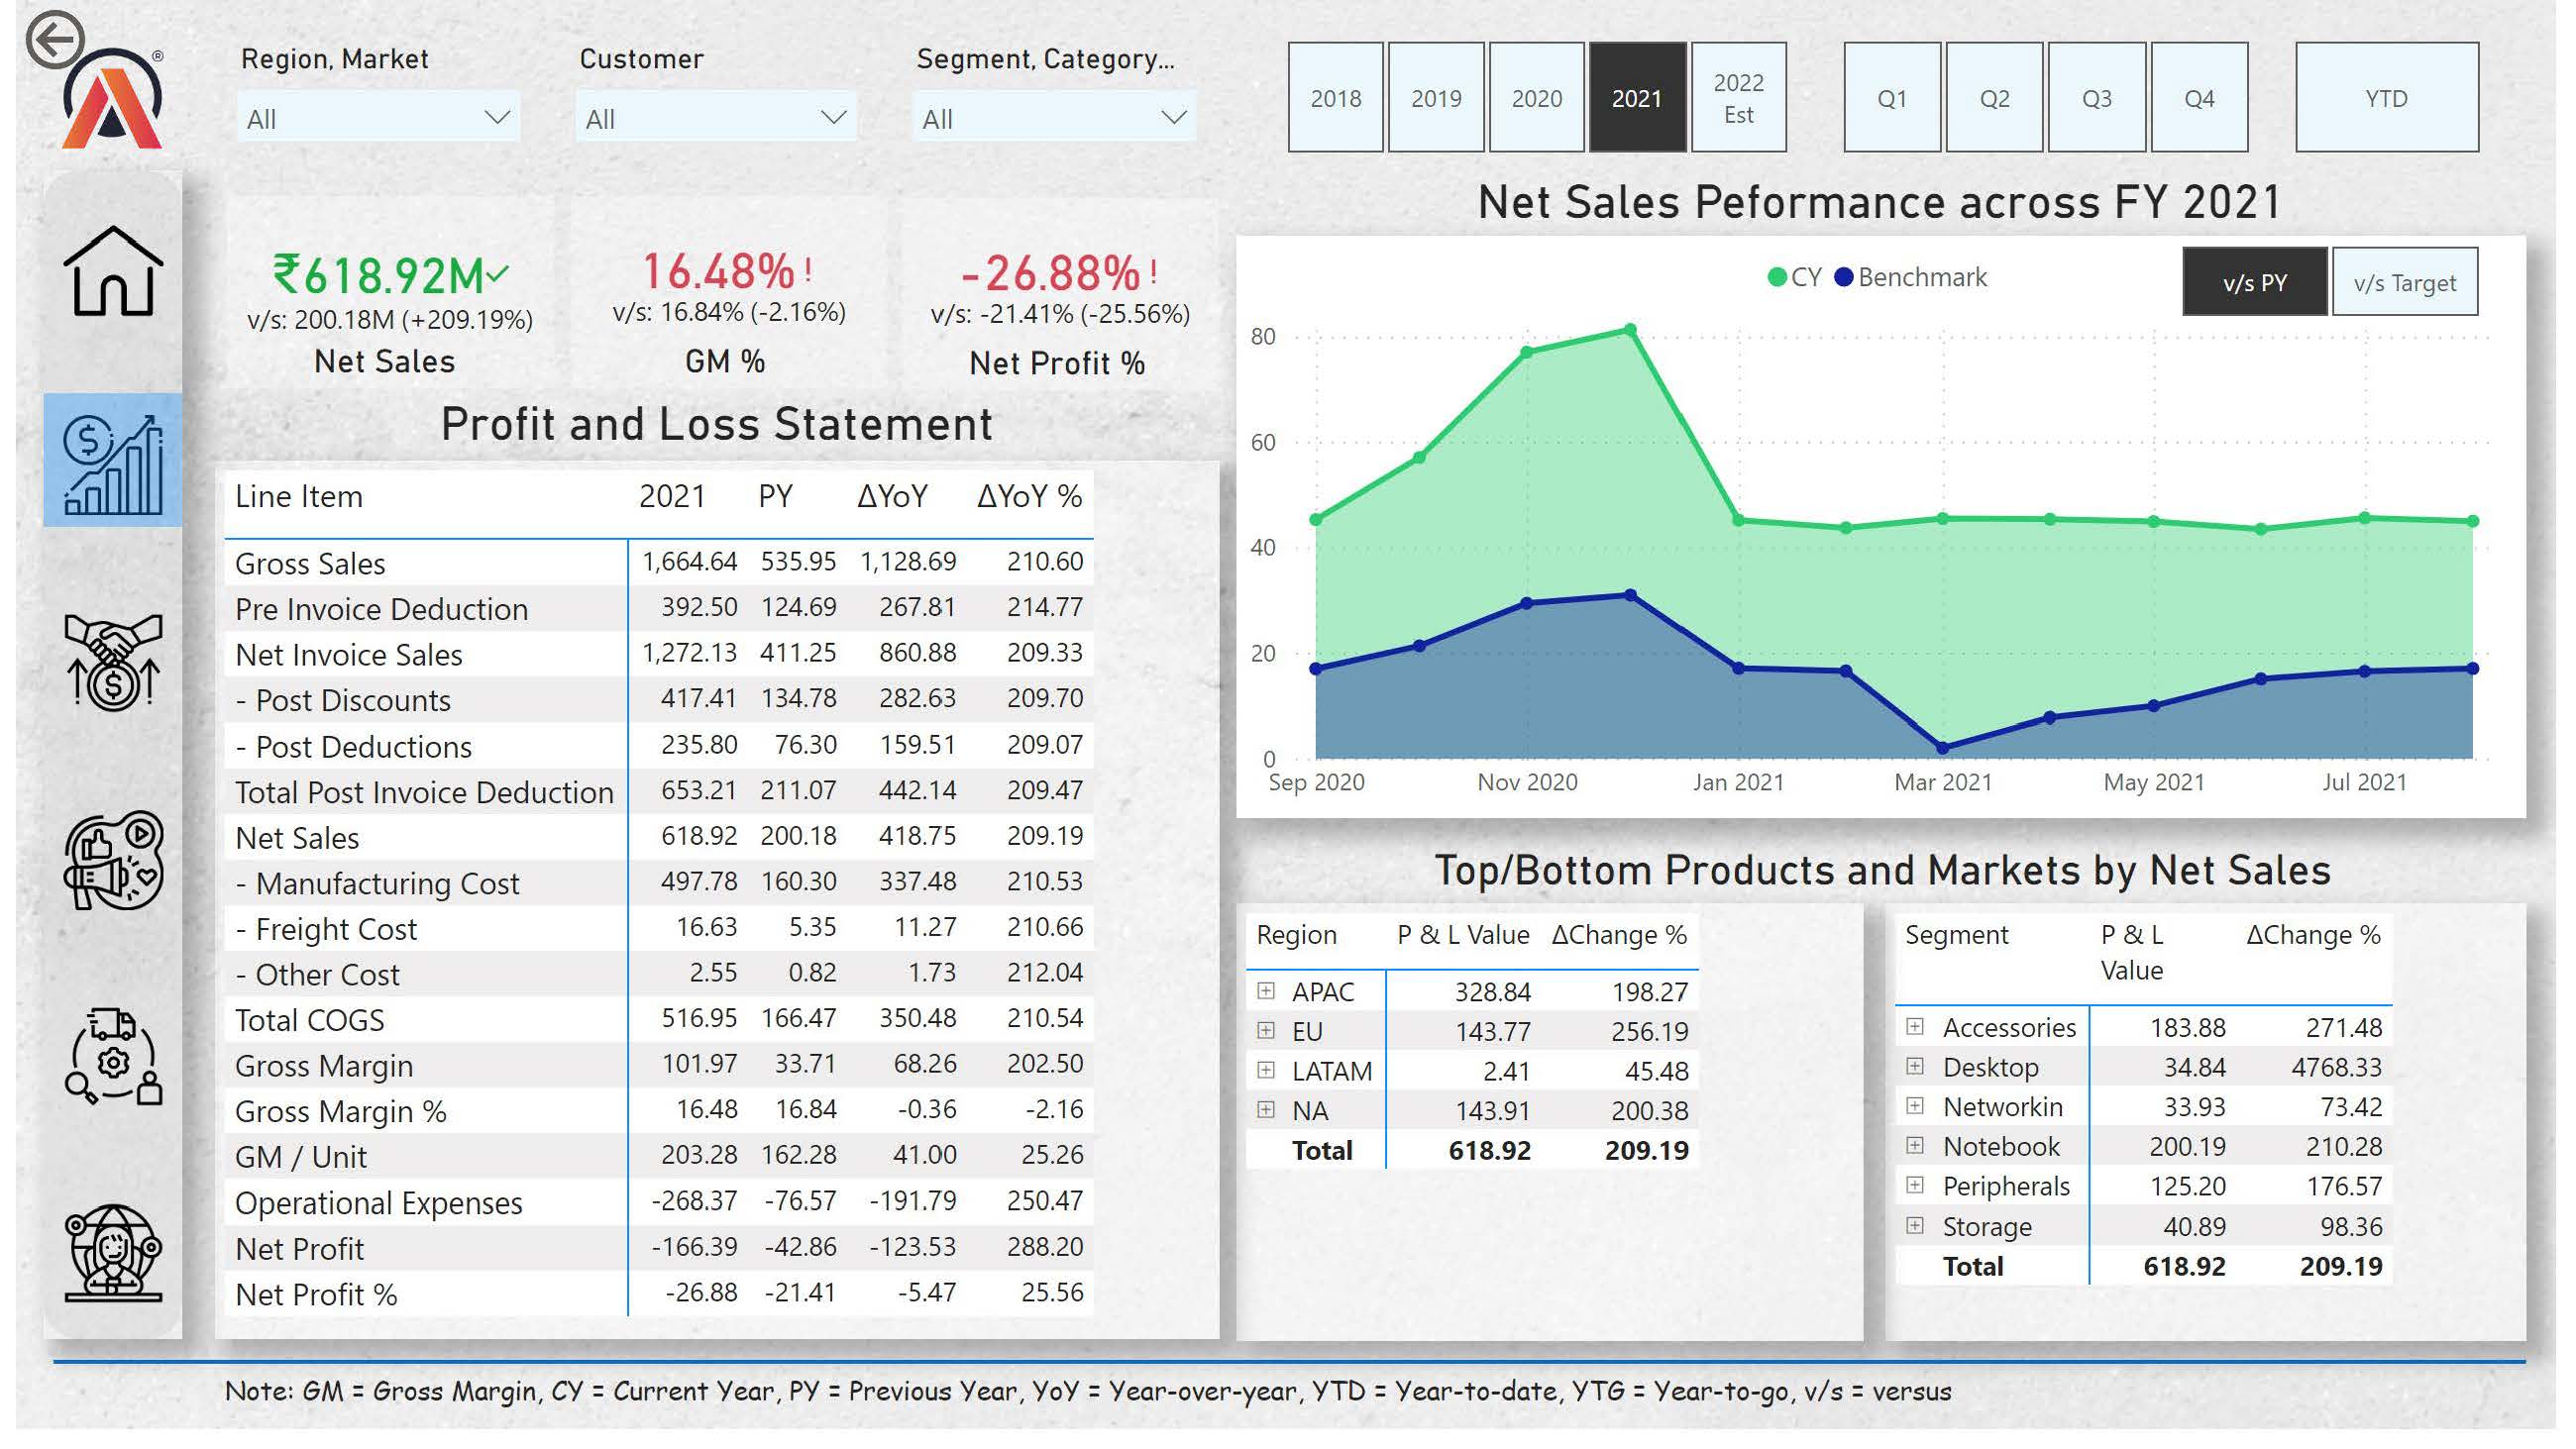 ®
Region, Market
Customer
Segment, Category...
All
All
All
2018
2019
2020
2021
2022
Est
Q1
Q2
Q3
Q4
YTD
₹618.92M✓
v/s: 200.18M (+209.19%)
Net Sales
16.48% !
v/s: 16.84% (-2.16%)
GM %
-26.88% !
v/s: -21.41% (-25.56%)
Net Profit %
Profit and Loss Statement
Line Item 2021 PY ΔYoY ΔYoY %
Gross Sales 1,664.64 535.95 1,128.69 210.60
Pre Invoice Deduction 392.50 124.69 267.81 214.77
Net Invoice Sales 1,272.13 411.25 860.88 209.33
- Post Discounts 417.41 134.78 282.63 209.70
- Post Deductions 235.80 76.30 159.51 209.07
Total Post Invoice Deduction 653.21 211.07 442.14 209.47
Net Sales 618.92 200.18 418.75 209.19
- Manufacturing Cost 497.78 160.30 337.48 210.53
- Freight Cost 16.63 5.35 11.27 210.66
- Other Cost 2.55 0.82 1.73 212.04
Total COGS 516.95 166.47 350.48 210.54
Gross Margin 101.97 33.71 68.26 202.50
Gross Margin % 16.48 16.84 -0.36 -2.16
GM / Unit 203.28 162.28 41.00 25.26
Operational Expenses -268.37 -76.57 -191.79 250.47
Net Profit -166.39 -42.86 -123.53 288.20
Net Profit % -26.88 -21.41 -5.47 25.56
Net Sales Peformance across FY 2021
CY Benchmark
v/s PY
v/s Target
80
60
40
20
0
Sep 2020 Nov 2020 Jan 2021 Mar 2021 May 2021 Jul 2021
Top/Bottom Products and Markets by Net Sales
Region P & L Value ΔChange %
APAC 328.84 198.27
EU 143.77 256.19
LATAM 2.41 45.48
NA 143.91 200.38
Total 618.92 209.19
Segment P & L ΔChange %
Value
Accessories 183.88 271.48
Desktop 34.84 4768.33
Networkin 33.93 73.42
Notebook 200.19 210.28
Peripherals 125.20 176.57
Storage 40.89 98.36
Total 618.92 209.19
Note: GM = Gross Margin, CY = Current Year, PY = Previous Year, YoY = Year-over-year, YTD = Year-to-date, YTG = Year-to-go, v/s = versus